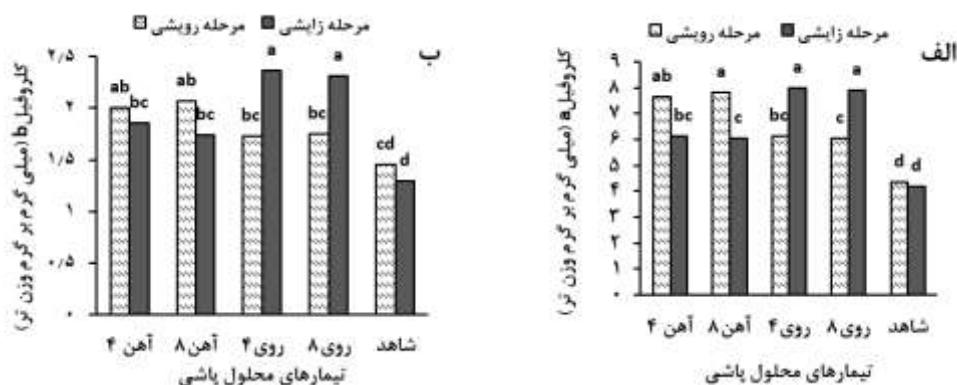 الف
مرحله رویشی مرحله زایشی
کلروفیل a (میلی گرم بر گرم وزن تر)
۹
۸
۷
۶
۵
۴
۳
۲
۱
۰
ab bc a c bc a c a d d
آهن ۴ آهن ۸ روی ۴ روی ۸ شاهد
تیمارهای محلول پاشی
ب
مرحله رویشی مرحله زایشی
کلروفیل b (میلی گرم بر گرم وزن تر)
۲/۵
۲
۱/۵
۱
۰/۵
۰
ab bc ab bc bc a bc a cd d
آهن ۴ آهن ۸ روی ۴ روی ۸ شاهد
تیمارهای محلول پاشی